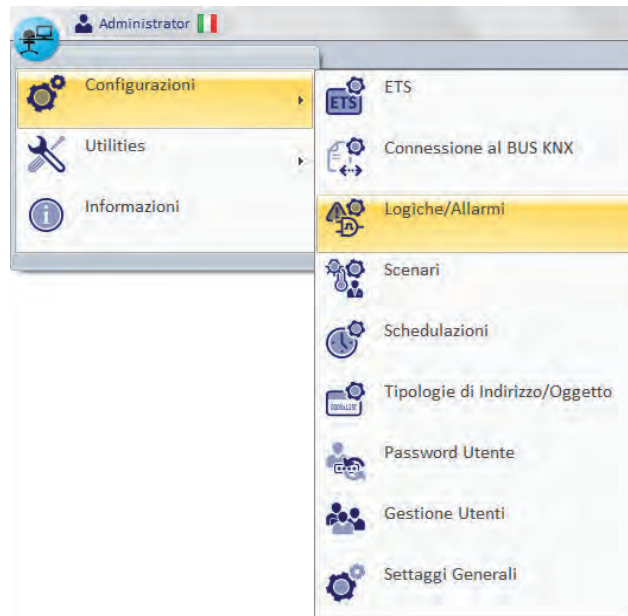 Administrator
Configurazioni
Utilities
Informazioni
ETS
ETS
Connessione al BUS KNX
Logiche/Allarmi
Scenari
Schedulazioni
Tipologie di Indirizzo/Oggetto
Password Utente
Gestione Utenti
Settaggi Generali